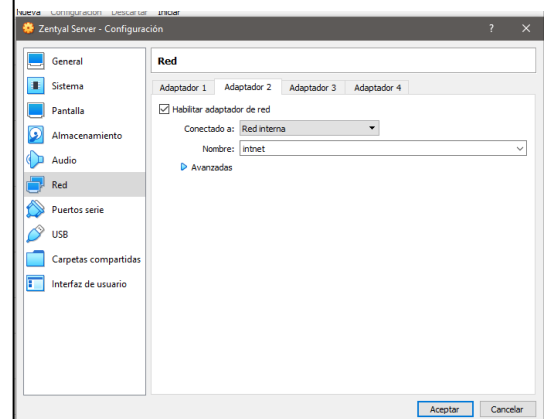 Nueva Configuración Descartar Iniciar
Zentyal Server - Configuración ? ×
General
Sistema
Pantalla
Almacenamiento
Audio
Red
Puertos serie
USB
Carpetas compartidas
Interfaz de usuario
Red
Adaptador 1 Adaptador 2 Adaptador 3 Adaptador 4
Habilitar adaptador de red
Conectado a: Red interna
Nombre: intnet
Avanzadas
Aceptar Cancelar